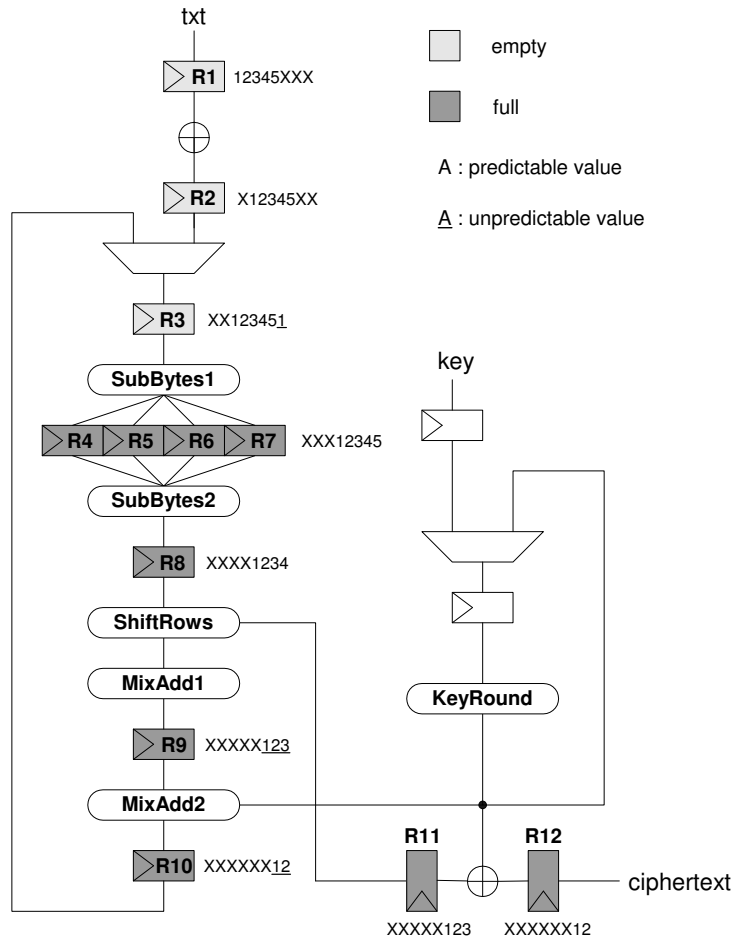 txt
R1 12345XXX
empty
full
A : predictable value
R2 X12345XX
A : unpredictable value
R3 XX123451
key
SubBytes1
R4 R5 R6 R7 XXX12345
SubBytes2
R8 XXXX1234
ShiftRows
MixAdd1
KeyRound
R9 XXXXX123
MixAdd2
R11 R12
R10 XXXXXX12
ciphertext
XXXXX123 XXXXXX12